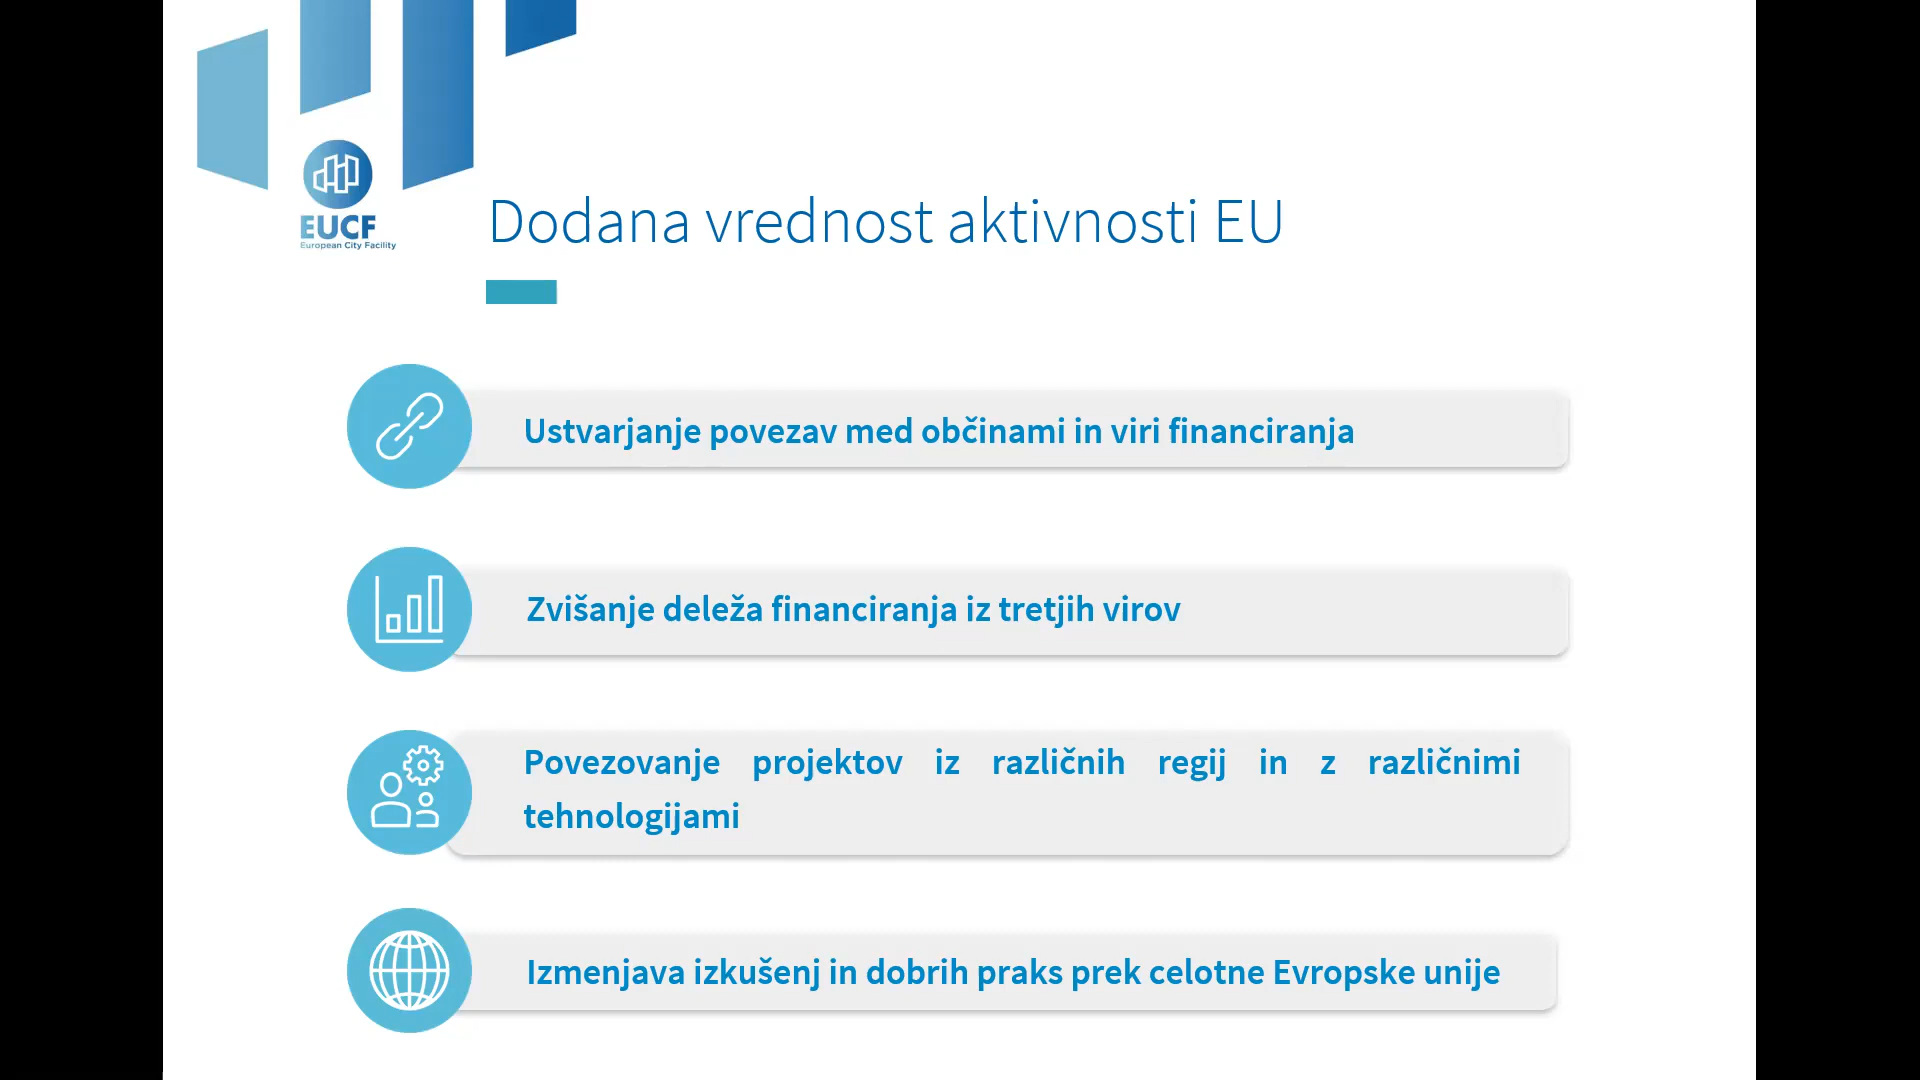 EUCF
European City Facility
Dodana vrednost aktivnosti EU
Ustvarjanje povezav med občinami in viri financiranja
Zvišanje deleža financiranja iz tretjih virov
Povezovanje projektov iz različnih regij in z različnimi
tehnologijami
Izmenjava izkušenj in dobrih praks prek celotne Evropske unije